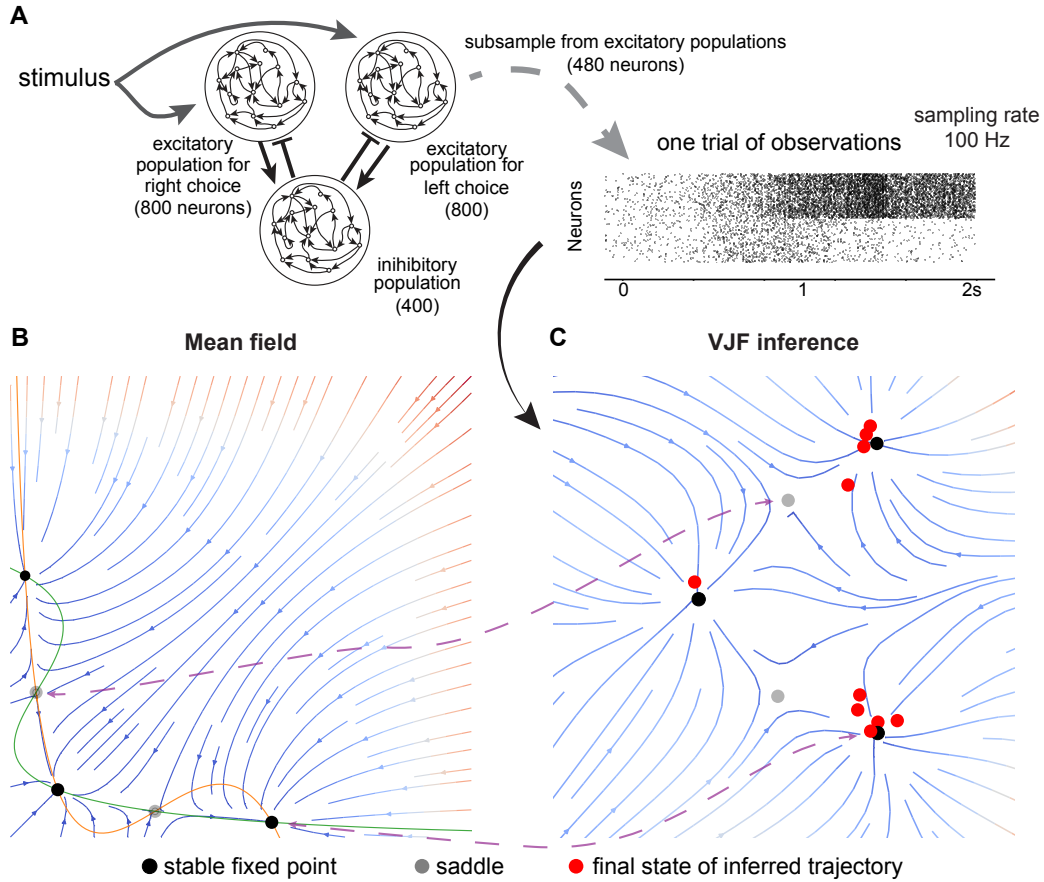 A
stimulus
excitatory
population for
right choice
(800 neurons)
excitatory
population for
left choice
(800)
inihibitory
population
(400)
subsample from excitatory populations
(480 neurons)
sampling rate
100 Hz
one trial of observations
Neurons
0 1 2s
B
Mean field
C
VJF inference
stable fixed point
saddle
final state of inferred trajectory